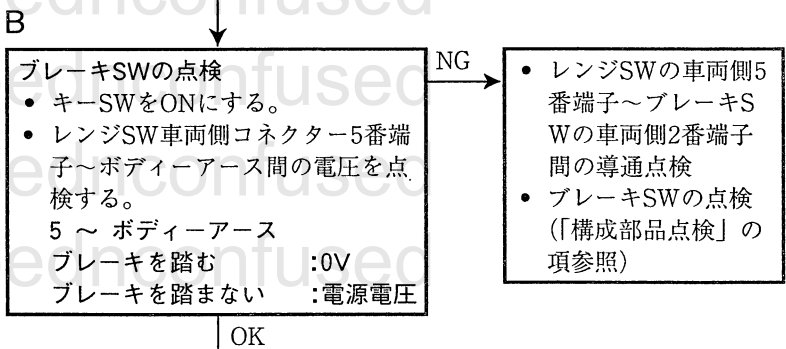 B
ブレーキSWの点検
• キーSWをONにする。
• レンジSW車両側コネクター5番端
子～ボディーアース間の電圧を点
検する。
5 ～ ボディーアース
ブレーキを踏む :0V
ブレーキを踏まない :電源電圧
NG
• レンジSWの車両側5
番端子～ブレーキS
Wの車両側2番端子
間の導通点検
• ブレーキSWの点検
(「構成部品点検」の
項参照)
OK
edinconfused
edinconfused
edinconfused